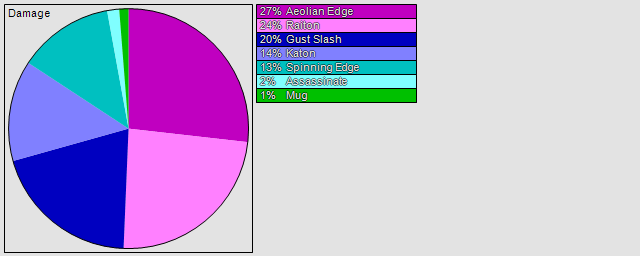 Damage
27% Aeolian Edge
24% Raiton
20% Gust Slash
14% Katon
13% Spinning Edge
2% Assassinate
1% Mug